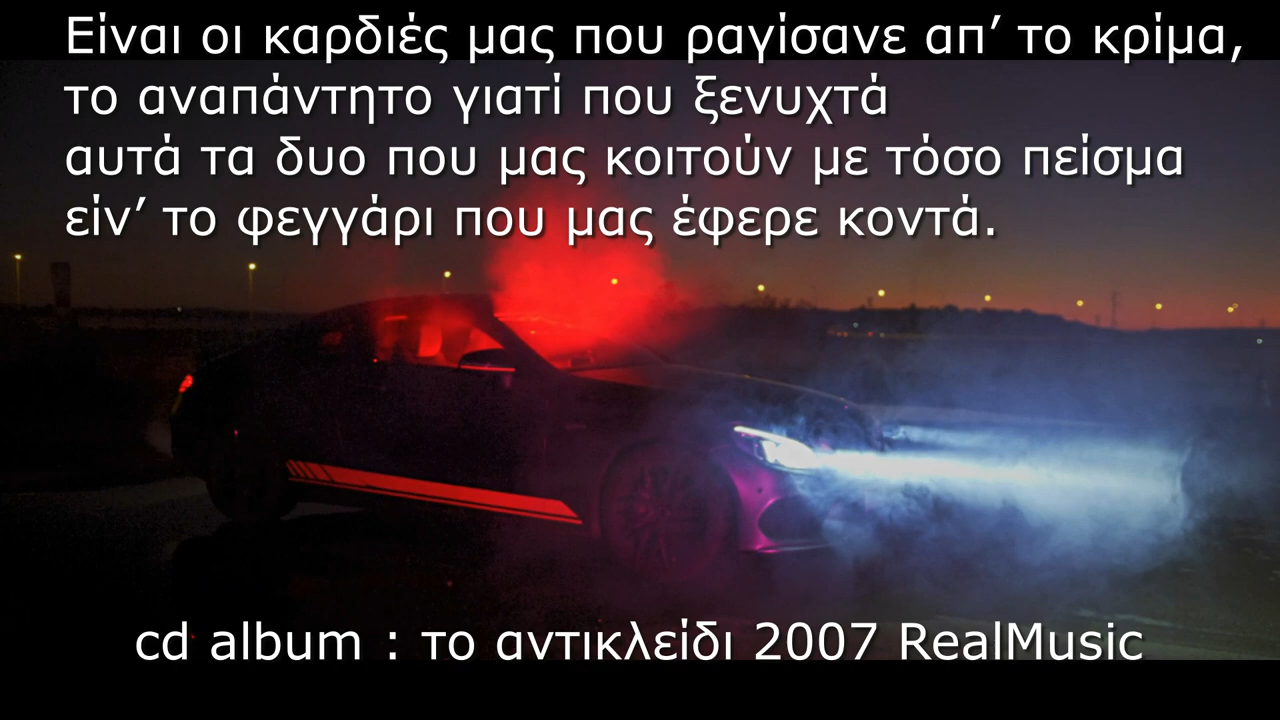 Είναι οι καρδιές μας που ραγίσανε απ’ το κρίμα,
το αναπάντητο γιατί που ξενυχτά
αυτά τα δυο που μας κοιτούν με τόσο πείσμα
είν’ το φεγγάρι που μας έφερε κοντά.
cd album : το αντικλείδι 2007 RealMusic